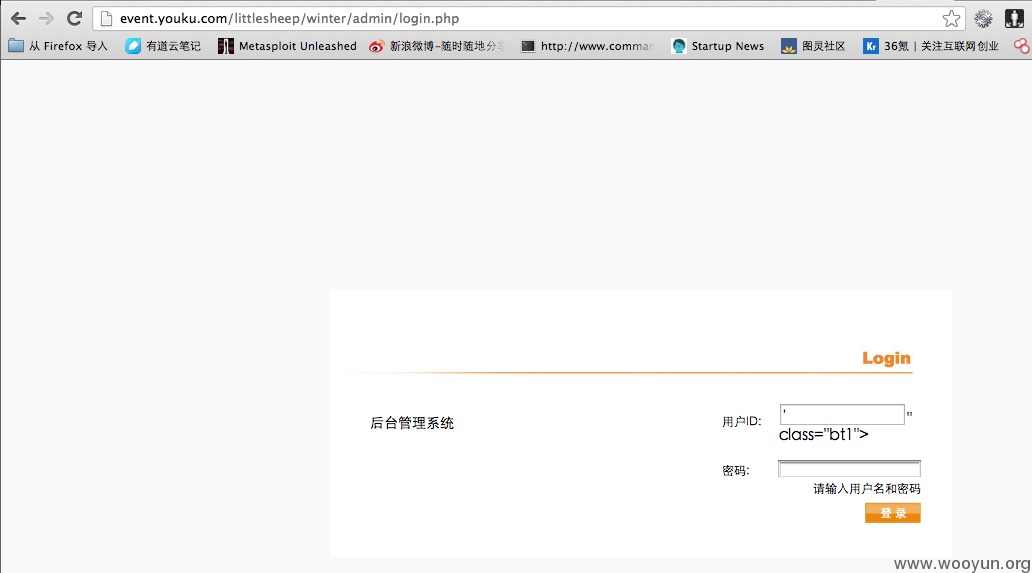 event.youku.com/littlesheep/winter/admin/login.php
从 Firefox 导入 有道云笔记 Metasploit Unleashed 新浪微博-随时随地分享 http://www.comman Startup News 图灵社区 Kr 36氪 | 关注互联网创业
Login
后台管理系统 用户ID: ' "
class="bt1">
密码:
请输入用户名和密码
登 录
www.wooyun.org